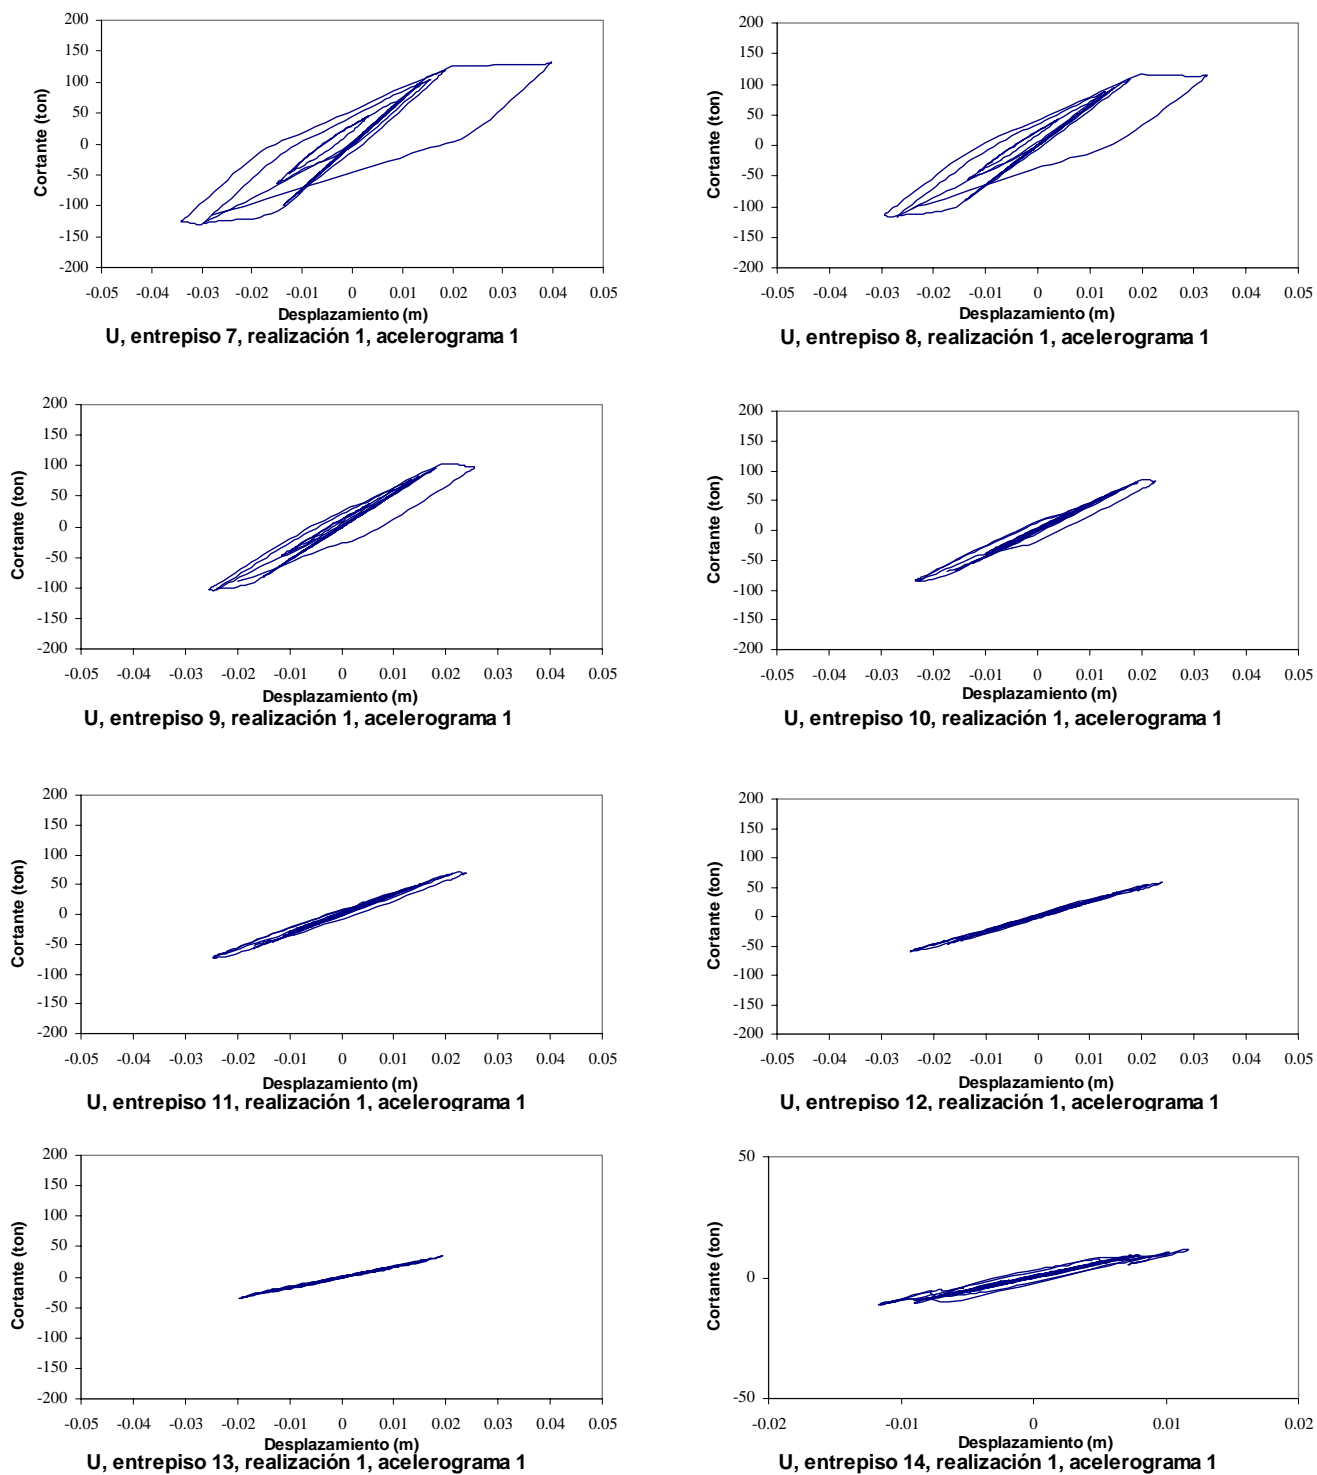 200
150
100
50
0
-50
-100
-150
-200
Cortante (ton)
-0.05 -0.04 -0.03 -0.02 -0.01 0 0.01 0.02 0.03 0.04 0.05
Desplazamiento (m)
U, entrepiso 7, realización 1, acelerograma 1
200
150
100
50
0
-50
-100
-150
-200
Cortante (ton)
-0.05 -0.04 -0.03 -0.02 -0.01 0 0.01 0.02 0.03 0.04 0.05
Desplazamiento (m)
U, entrepiso 8, realización 1, acelerograma 1
200
150
100
50
0
-50
-100
-150
-200
Cortante (ton)
-0.05 -0.04 -0.03 -0.02 -0.01 0 0.01 0.02 0.03 0.04 0.05
Desplazamiento (m)
U, entrepiso 9, realización 1, acelerograma 1
200
150
100
50
0
-50
-100
-150
-200
Cortante (ton)
-0.05 -0.04 -0.03 -0.02 -0.01 0 0.01 0.02 0.03 0.04 0.05
Desplazamiento (m)
U, entrepiso 10, realización 1, acelerograma 1
200
150
100
50
0
-50
-100
-150
-200
Cortante (ton)
-0.05 -0.04 -0.03 -0.02 -0.01 0 0.01 0.02 0.03 0.04 0.05
Desplazamiento (m)
U, entrepiso 11, realización 1, acelerograma 1
200
150
100
50
0
-50
-100
-150
-200
Cortante (ton)
-0.05 -0.04 -0.03 -0.02 -0.01 0 0.01 0.02 0.03 0.04 0.05
Desplazamiento (m)
U, entrepiso 12, realización 1, acelerograma 1
200
150
100
50
0
-50
-100
-150
-200
Cortante (ton)
-0.05 -0.04 -0.03 -0.02 -0.01 0 0.01 0.02 0.03 0.04 0.05
Desplazamiento (m)
U, entrepiso 13, realización 1, acelerograma 1
50
0
-50
Cortante (ton)
-0.02 -0.01 0 0.01 0.02
Desplazamiento (m)
U, entrepiso 14, realización 1, acelerograma 1